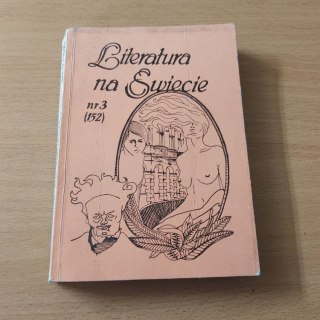 Literatura
na Świecie
nr 3
(152)